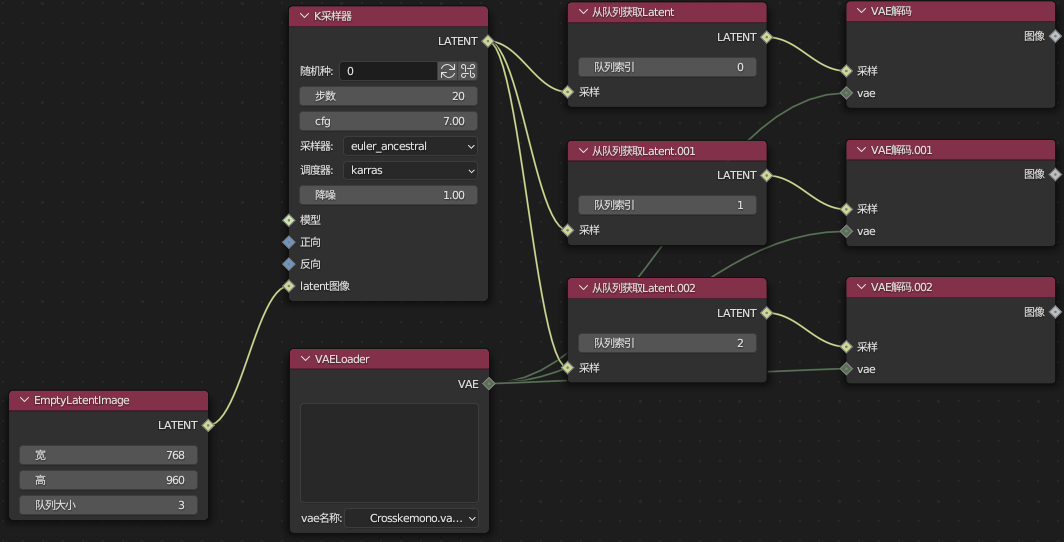 K采样器
LATENT
随机种: 0
步数 20
cfg 7.00
采样器: euler_ancestral
调度器: karras
降噪 1.00
模型
正向
反向
latent图像
EmptyLatentImage
LATENT
宽 768
高 960
队列大小 3
VAELoader
VAE
vae名称: Crosskemono.va...
从队列获取Latent
LATENT
队列索引 0
采样
从队列获取Latent.001
LATENT
队列索引 1
采样
从队列获取Latent.002
LATENT
队列索引 2
采样
VAE解码
图像
采样
vae
VAE解码.001
图像
采样
vae
VAE解码.002
图像
采样
vae